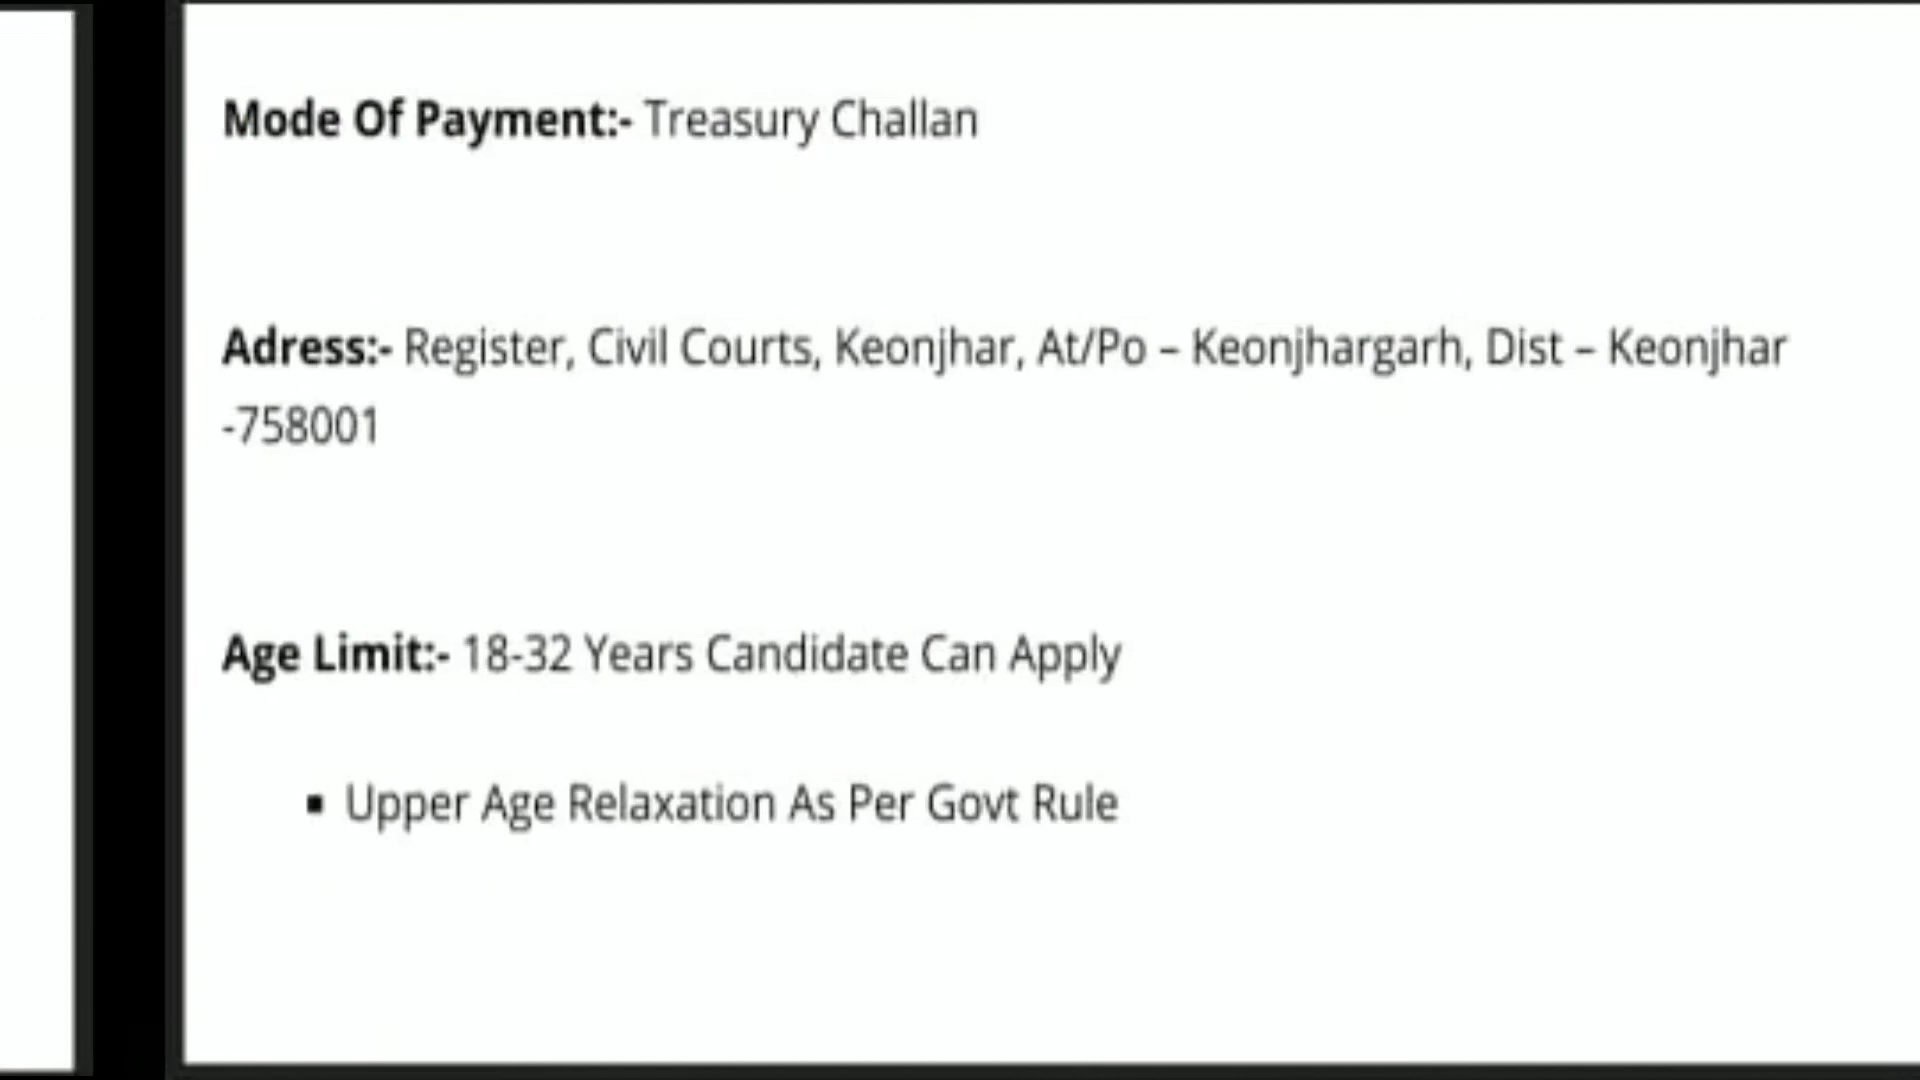 Mode Of Payment:- Treasury Challan
Adress:- Register, Civil Courts, Keonjhar, At/Po – Keonjhargarh, Dist – Keonjhar
-758001
Age Limit:- 18-32 Years Candidate Can Apply
▪ Upper Age Relaxation As Per Govt Rule